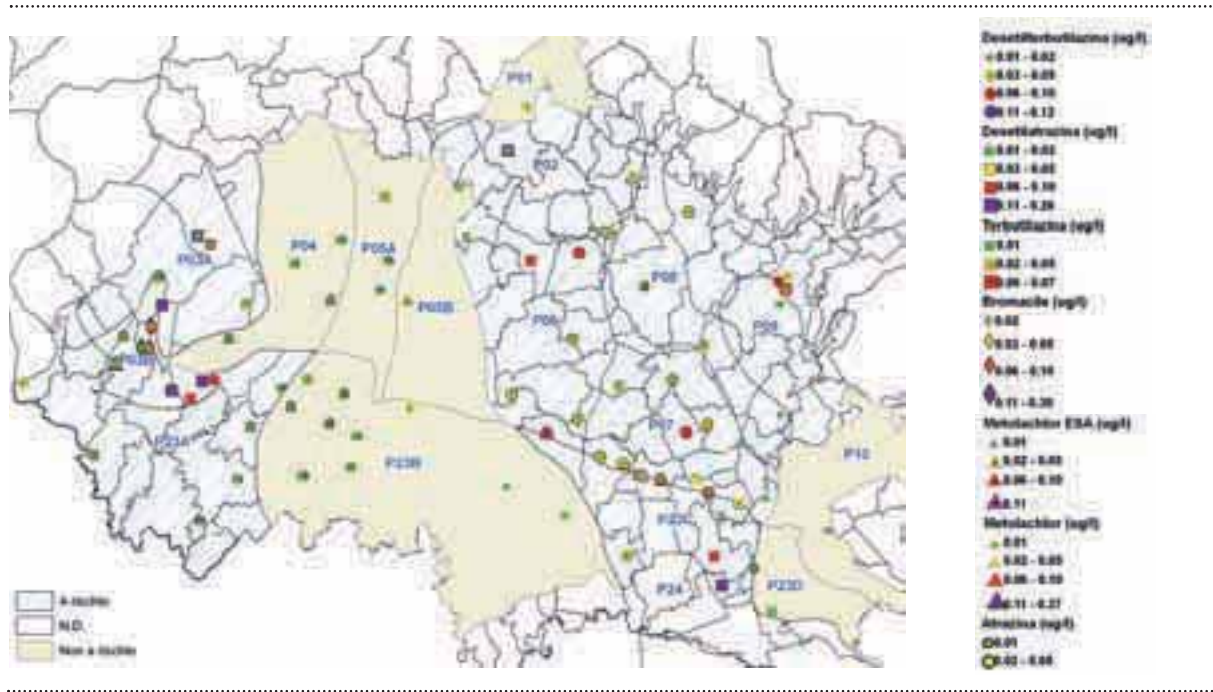 P01
P02
P03A
P04
P05A
P05B
P08
P06
P09
P07
P23A
P23B
P10
P24
P23D
A rischio
N.D.
Non a rischio
Desetilterbutilazina (ug/l)
0.01 - 0.02
0.03 - 0.05
0.06 - 0.10
0.11 - 0.12
Desetilatrazina (ug/l)
0.01 - 0.02
0.03 - 0.05
0.06 - 0.10
Terbutilazina (ug/l)
0.01
0.02 - 0.05
0.06 - 0.07
Bromacile (ug/l)
0.02
0.03 - 0.05
0.06 - 0.10
0.11 - 0.30
Metolachlor ESA (ug/l)
0.01
0.02 - 0.05
0.06 - 0.10
0.11
Metolachlor (ug/l)
0.01
0.02 - 0.05
0.06 - 0.10
0.11 - 0.27
Atrazina (ug/l)
0.01
0.02 - 0.05